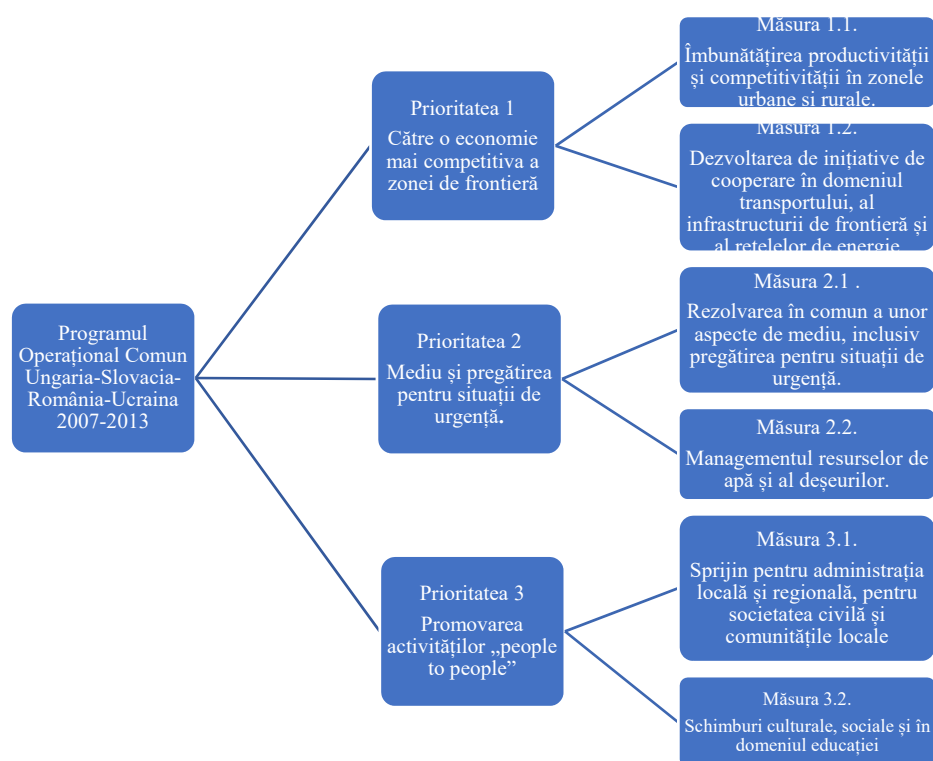 Programul
Operațional Comun
Ungaria-Slovacia-
România-Ucraina
2007-2013
Prioritatea 1
Către o economie
mai competitiva a
zonei de frontieră
Măsura 1.1.
Îmbunătățirea productivității
și competitivității în zonele
urbane și rurale.
Măsura 1.2.
Dezvoltarea de inițiative de
cooperare în domeniul
transportului, al
infrastructurii de frontieră și
al rețelelor de energie
Prioritatea 2
Mediu și pregătirea
pentru situații de
urgență.
Măsura 2.1 .
Rezolvarea în comun a unor
aspecte de mediu, inclusiv
pregătirea pentru situații de
urgență.
Măsura 2.2.
Managementul resurselor de
apă și al deșeurilor.
Prioritatea 3
Promovarea
activităților „people
to people”
Măsura 3.1.
Sprijin pentru administrația
locală și regională, pentru
societatea civilă și
comunitățile locale
Măsura 3.2.
Schimburi culturale, sociale și în
domeniul educației